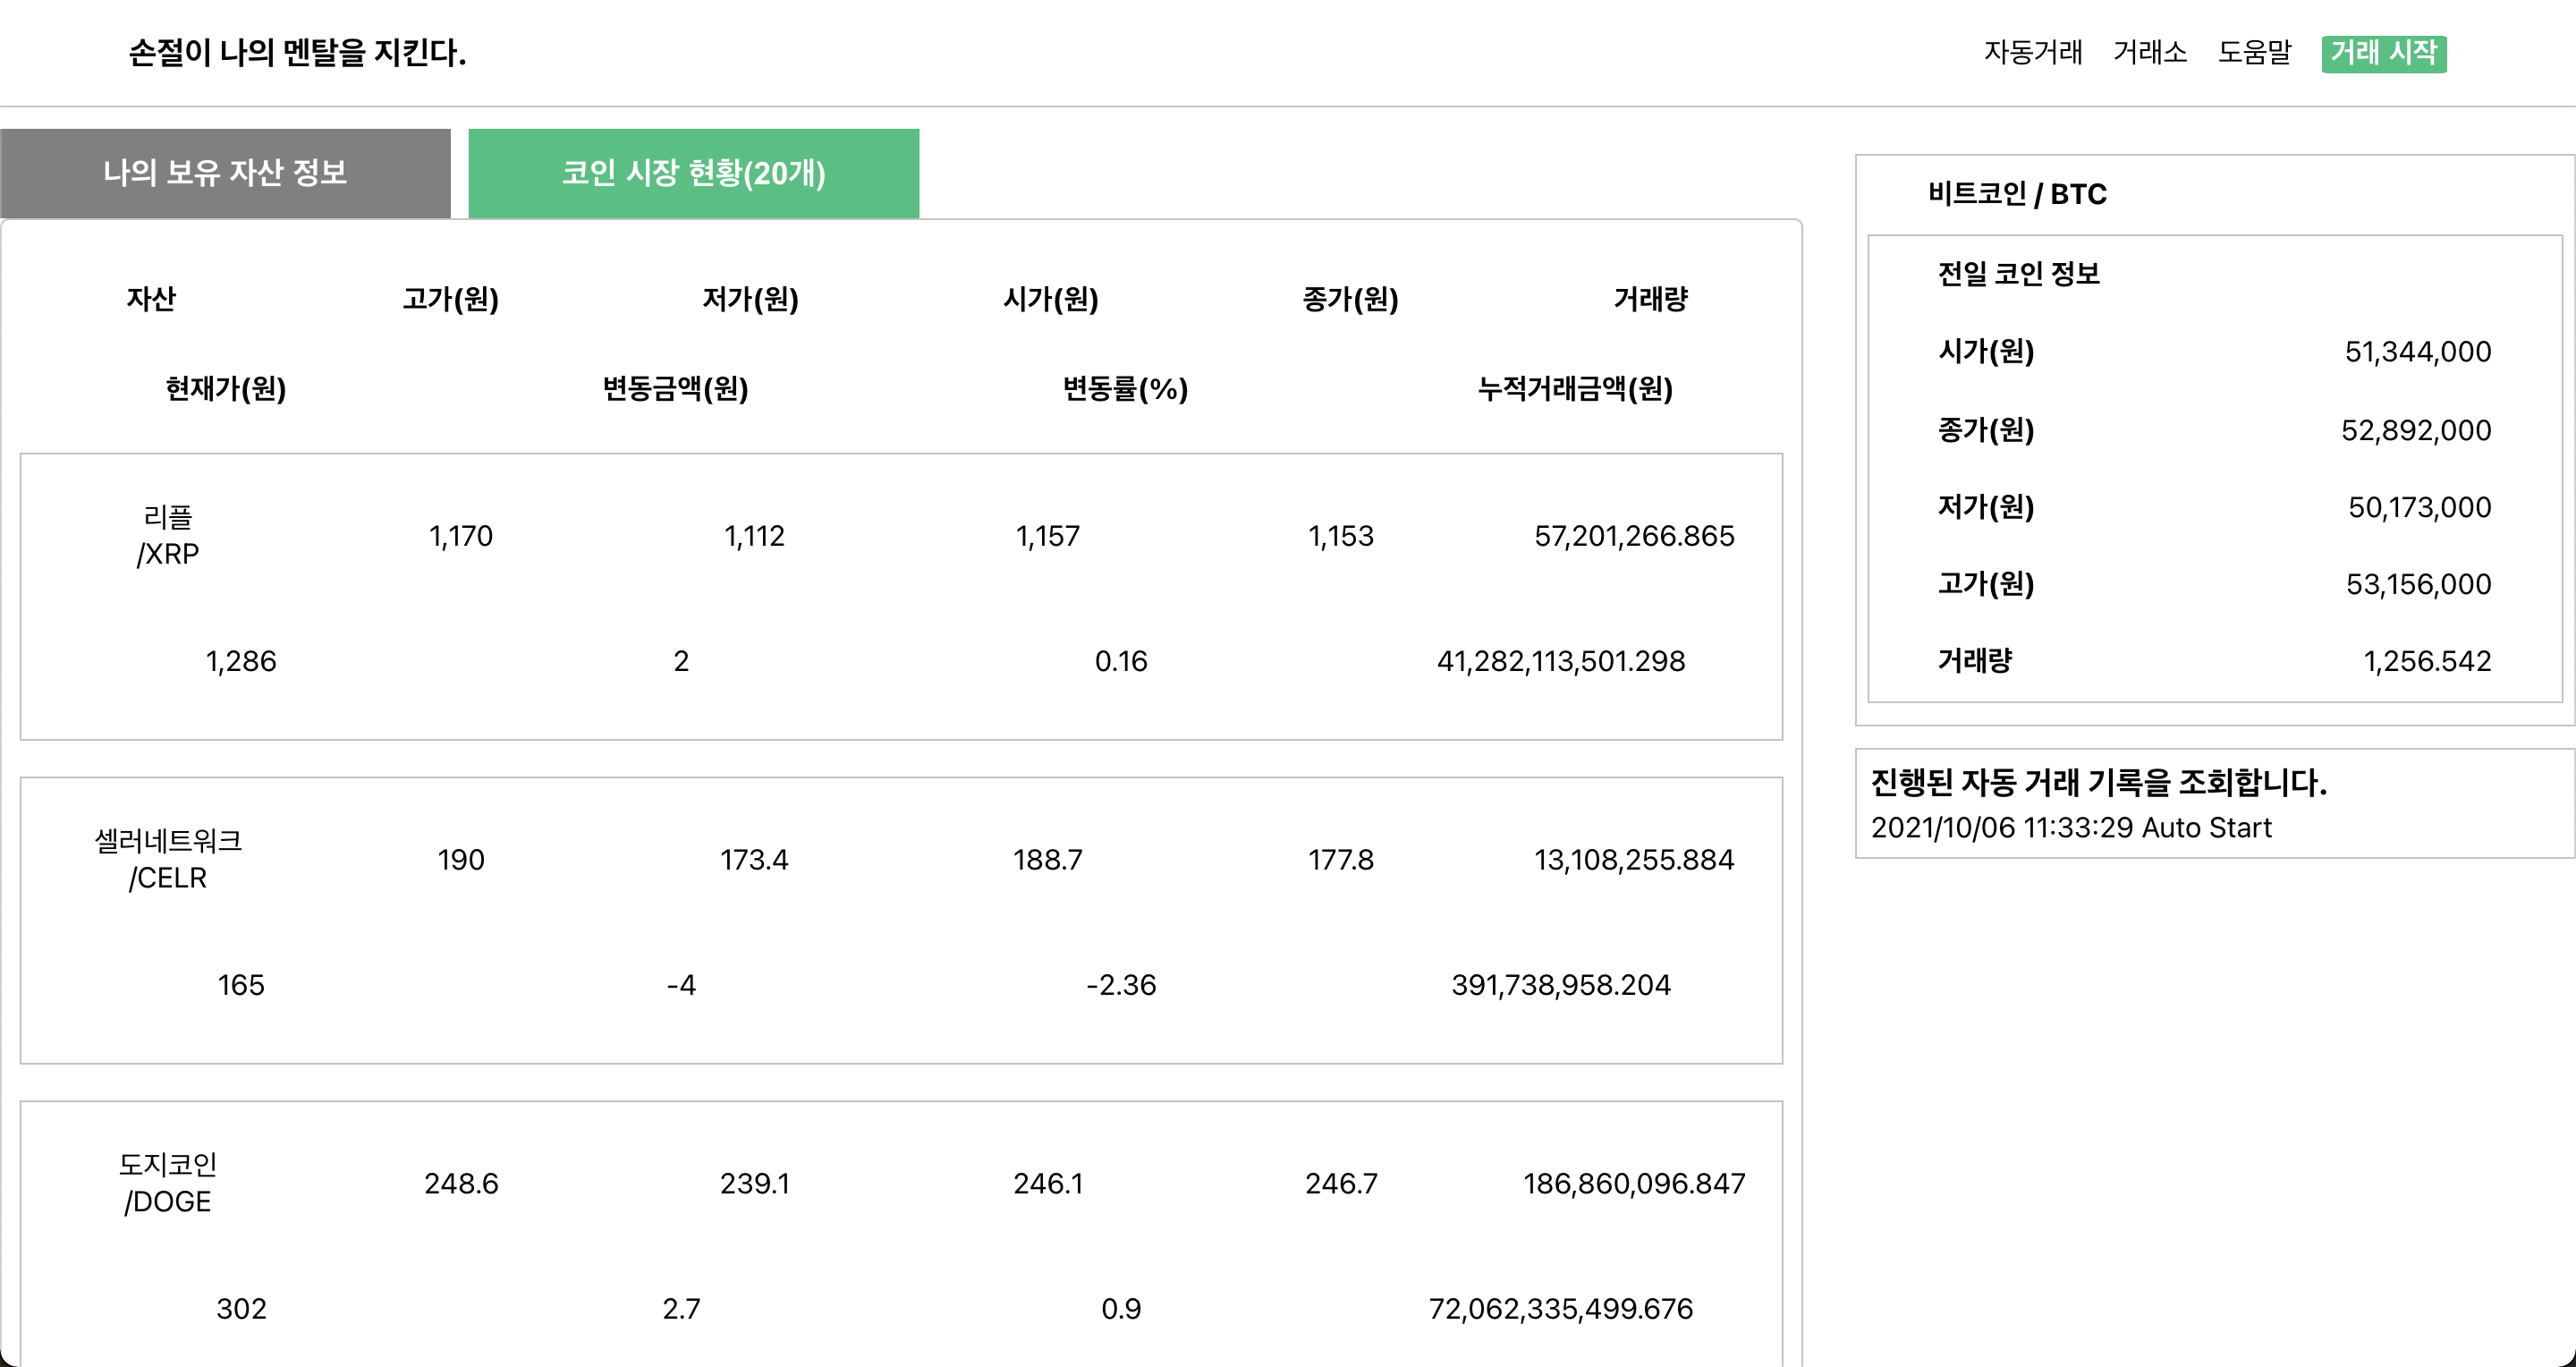 손절이 나의 멘탈을 지킨다.
자동거래 거래소 도움말 거래 시작
나의 보유 자산 정보 코인 시장 현황(20개)
자산 고가(원) 저가(원) 시가(원) 종가(원) 거래량
현재가(원) 변동금액(원) 변동률(%) 누적거래금액(원)
리플
/XRP
1,170 1,112 1,157 1,153 57,201,266.865
1,286 2 0.16 41,282,113,501.298
셀러네트워크
/CELR
190 173.4 188.7 177.8 13,108,255.884
165 -4 -2.36 391,738,958.204
도지코인
/DOGE
248.6 239.1 246.1 246.7 186,860,096.847
302 2.7 0.9 72,062,335,499.676
비트코인 / BTC
전일 코인 정보
시가(원) 51,344,000
종가(원) 52,892,000
저가(원) 50,173,000
고가(원) 53,156,000
거래량 1,256.542
진행된 자동 거래 기록을 조회합니다.
2021/10/06 11:33:29 Auto Start